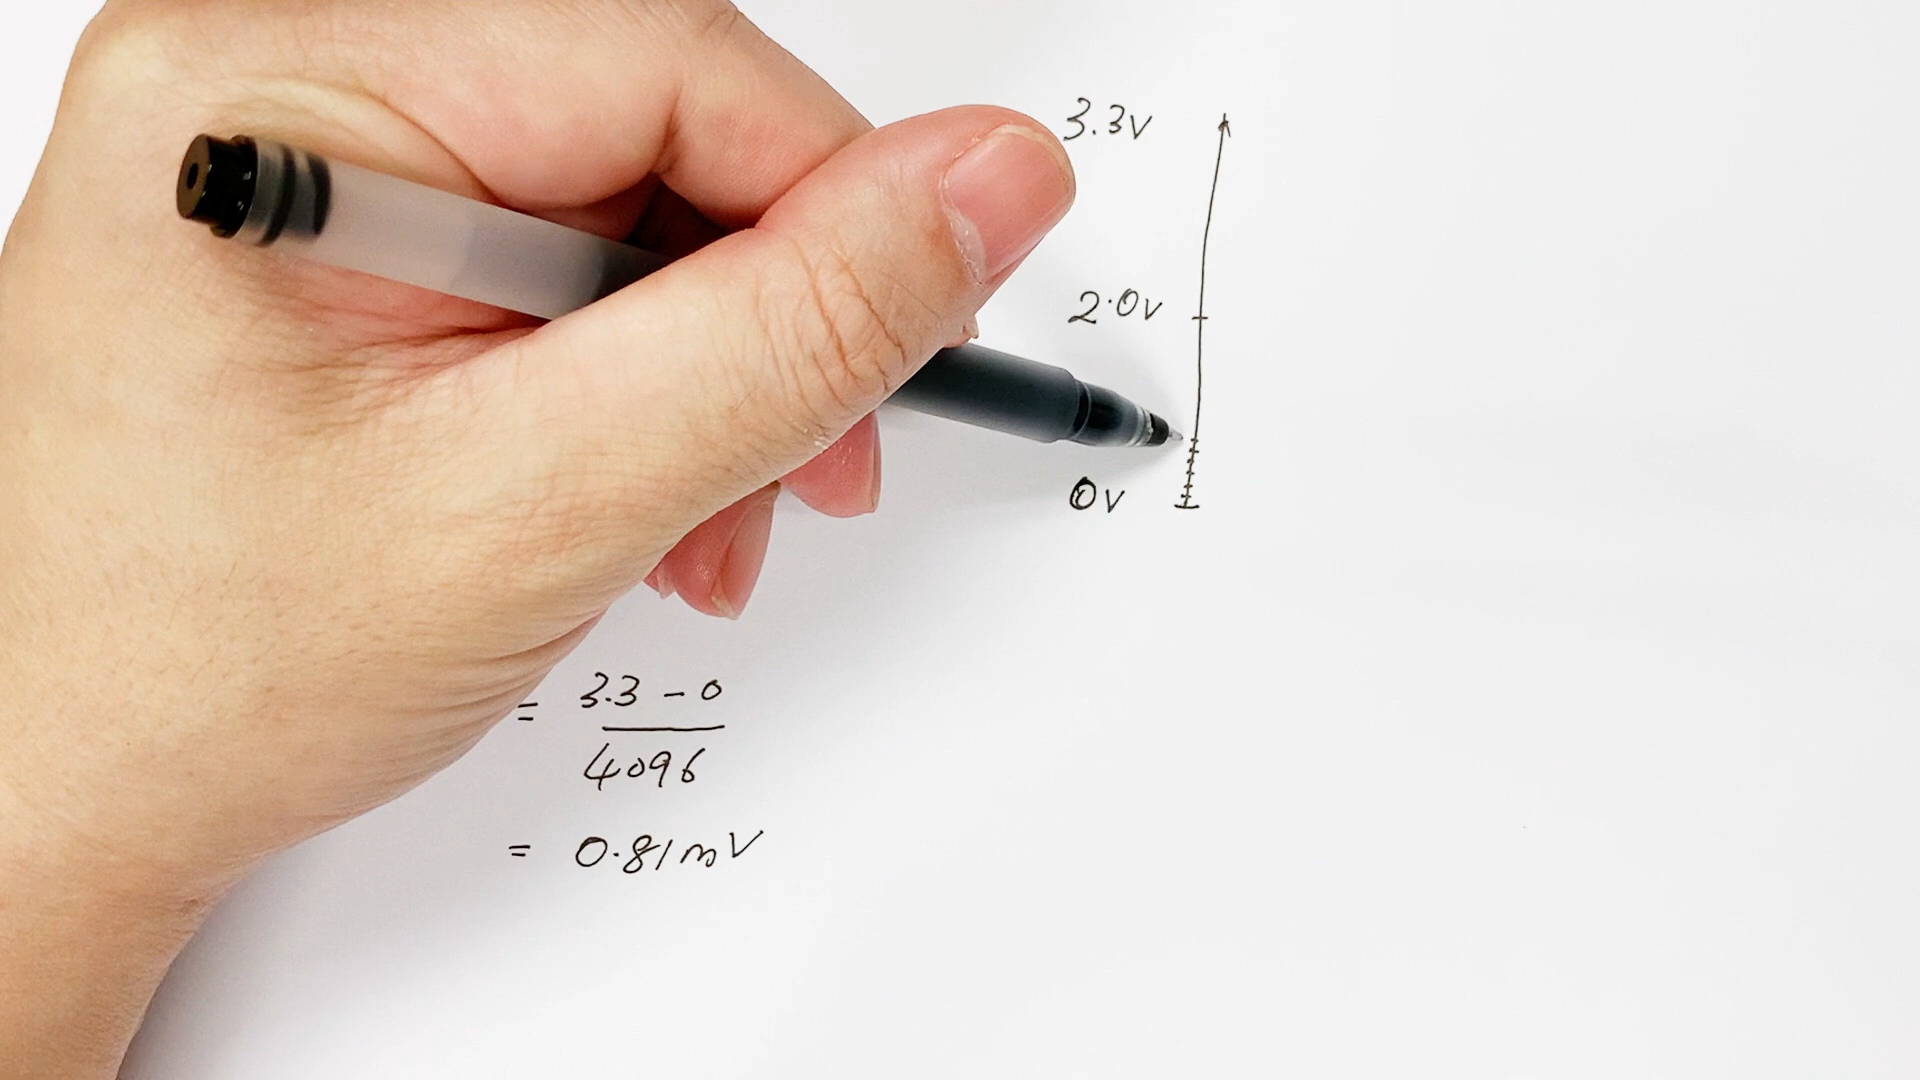 3.3V
2.0V
0V
= 3.3 - 0
4096
= 0.81mV